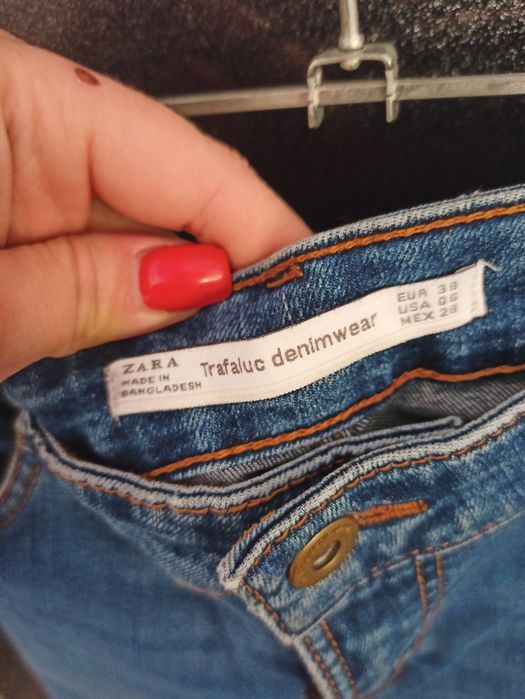 ZARA
MADE IN
BANGLADESH
Trafaluc denimwear
EUR 38
USA 06
MEX 28